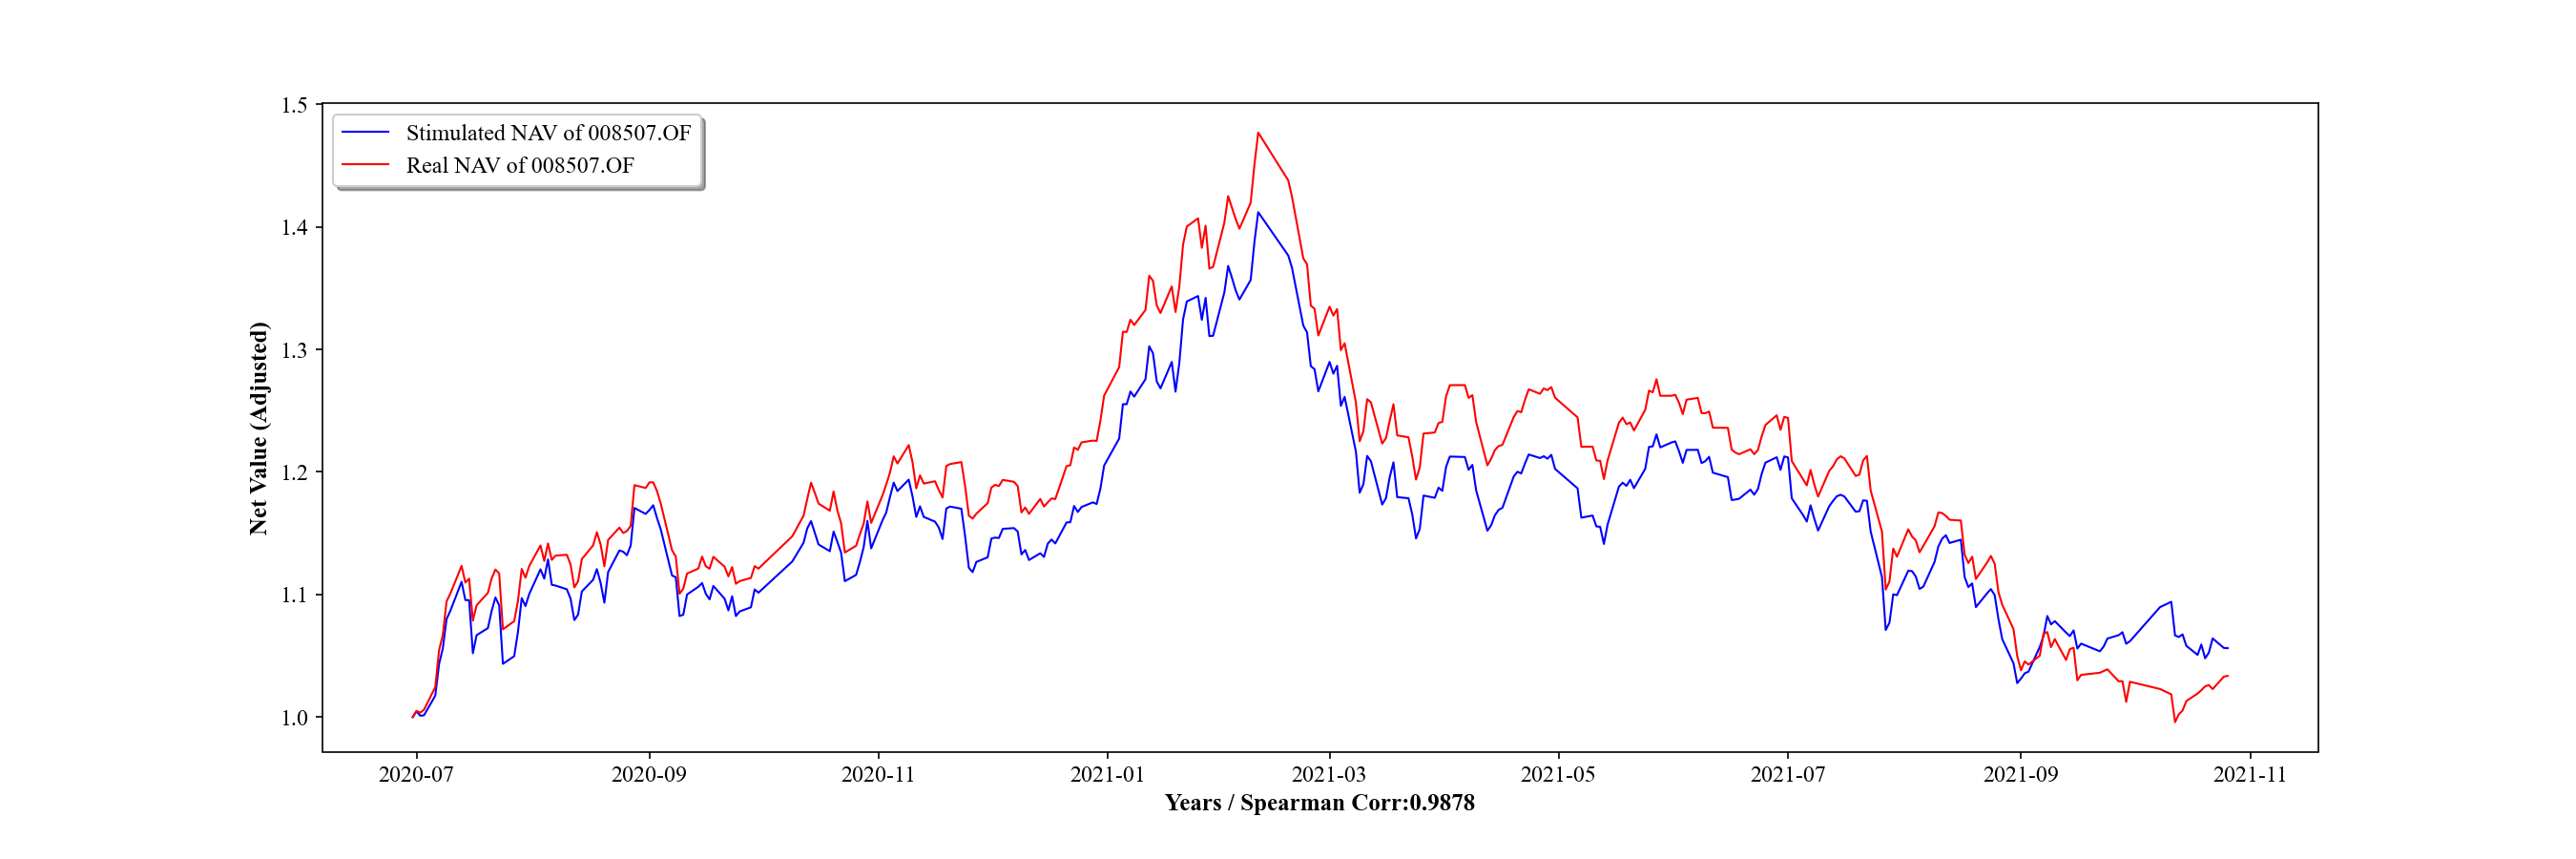 Stimulated NAV of 008507.OF
Real NAV of 008507.OF
Net Value (Adjusted)
1.5
1.4
1.3
1.2
1.1
1.0
2020-07 2020-09 2020-11 2021-01 2021-03 2021-05 2021-07 2021-09 2021-11
Years / Spearman Corr:0.9878